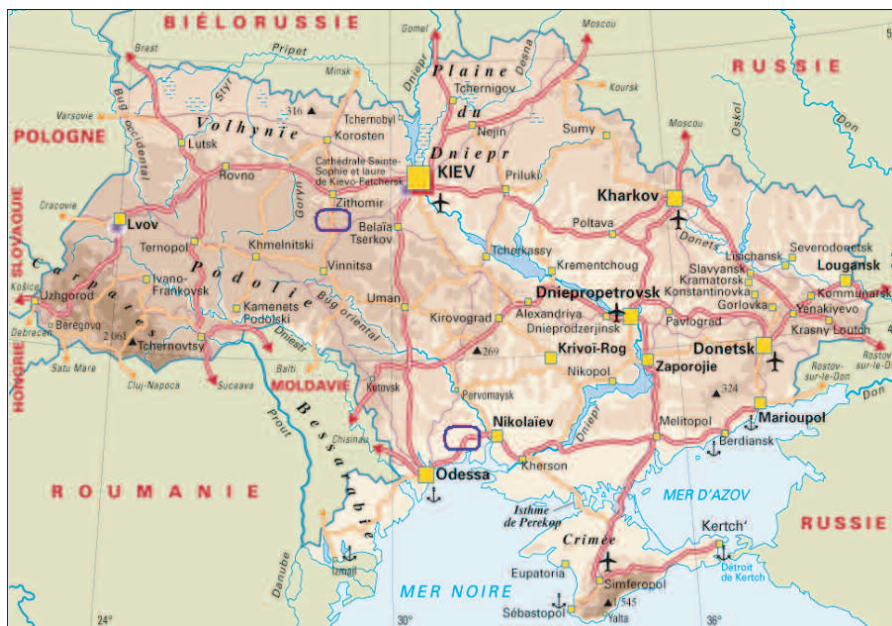 BIÉLORUSSIE
Gomel
Moscou
Brest
Pripet
Dniepr
Desna
Plaine
du
Dniepr
RUSSIE
Styr
Minsk
Koursk
Tchernigov
Bug occidental
316
Tchernobyl
Nejin
Sumy
Moscou
Oskol
Don
Varsovie
Volhynie
POLOGNE
Korosten
Lutsk
Rovno
Cathédrale Sainte-
Sophie et laure
de Kievo-Petchersk
KIEV
Goryn
Zithomir
Priluki
Kharkov
Cracovie
Lvov
Belaïa
Tserkov
Poltava
Donets
SLOVAQUIE
Ternopol
Khmelnitski
Vinnitsa
Tcherkassy
Lisichansk
Severodonetsk
Carpates
Podolie
Ivano-
Frankovsk
Krementchoug
Slavyansk
Kramatorsk
Konstantinovka
Lougansk
Košice
Uzhgorod
Kamenets
Podolski
Bug oriental
Uman
Dniepropetrovsk
Gorlovka
Kommunarsk
Yenakiyevo
Beregovo
Debrecen
Kirovograd
Alexandriya
Dnieprodzerjinsk
Pavlograd
Krasny Loutch
HONGRIE
2 061
Tchernovtsy
Dniestr
269
Krivoï-Rog
Zaporojie
Donetsk
Rostov-
sur-le-Don
Satu Mare
Cluj-Napoca
Suceava
Balti
MOLDAVIE
Kotovsk
Pervomaysk
Nikopol
324
Rostov-
sur-le-Don
Don
Prout
Bessarabie
Chisinau
Nikolaïev
Dniepr
Melitopol
Marioupol
Berdiansk
Odessa
Kherson
ROUMANIE
Isthme
de Perekop
MER D'AZOV
RUSSIE
Danube
Izmail
Crimée
Kertch'
Détroit
de Kertch
MER NOIRE
Eupatoria
Simferopol
Sébastopol
1 545
Yalta
24°
30°
36°